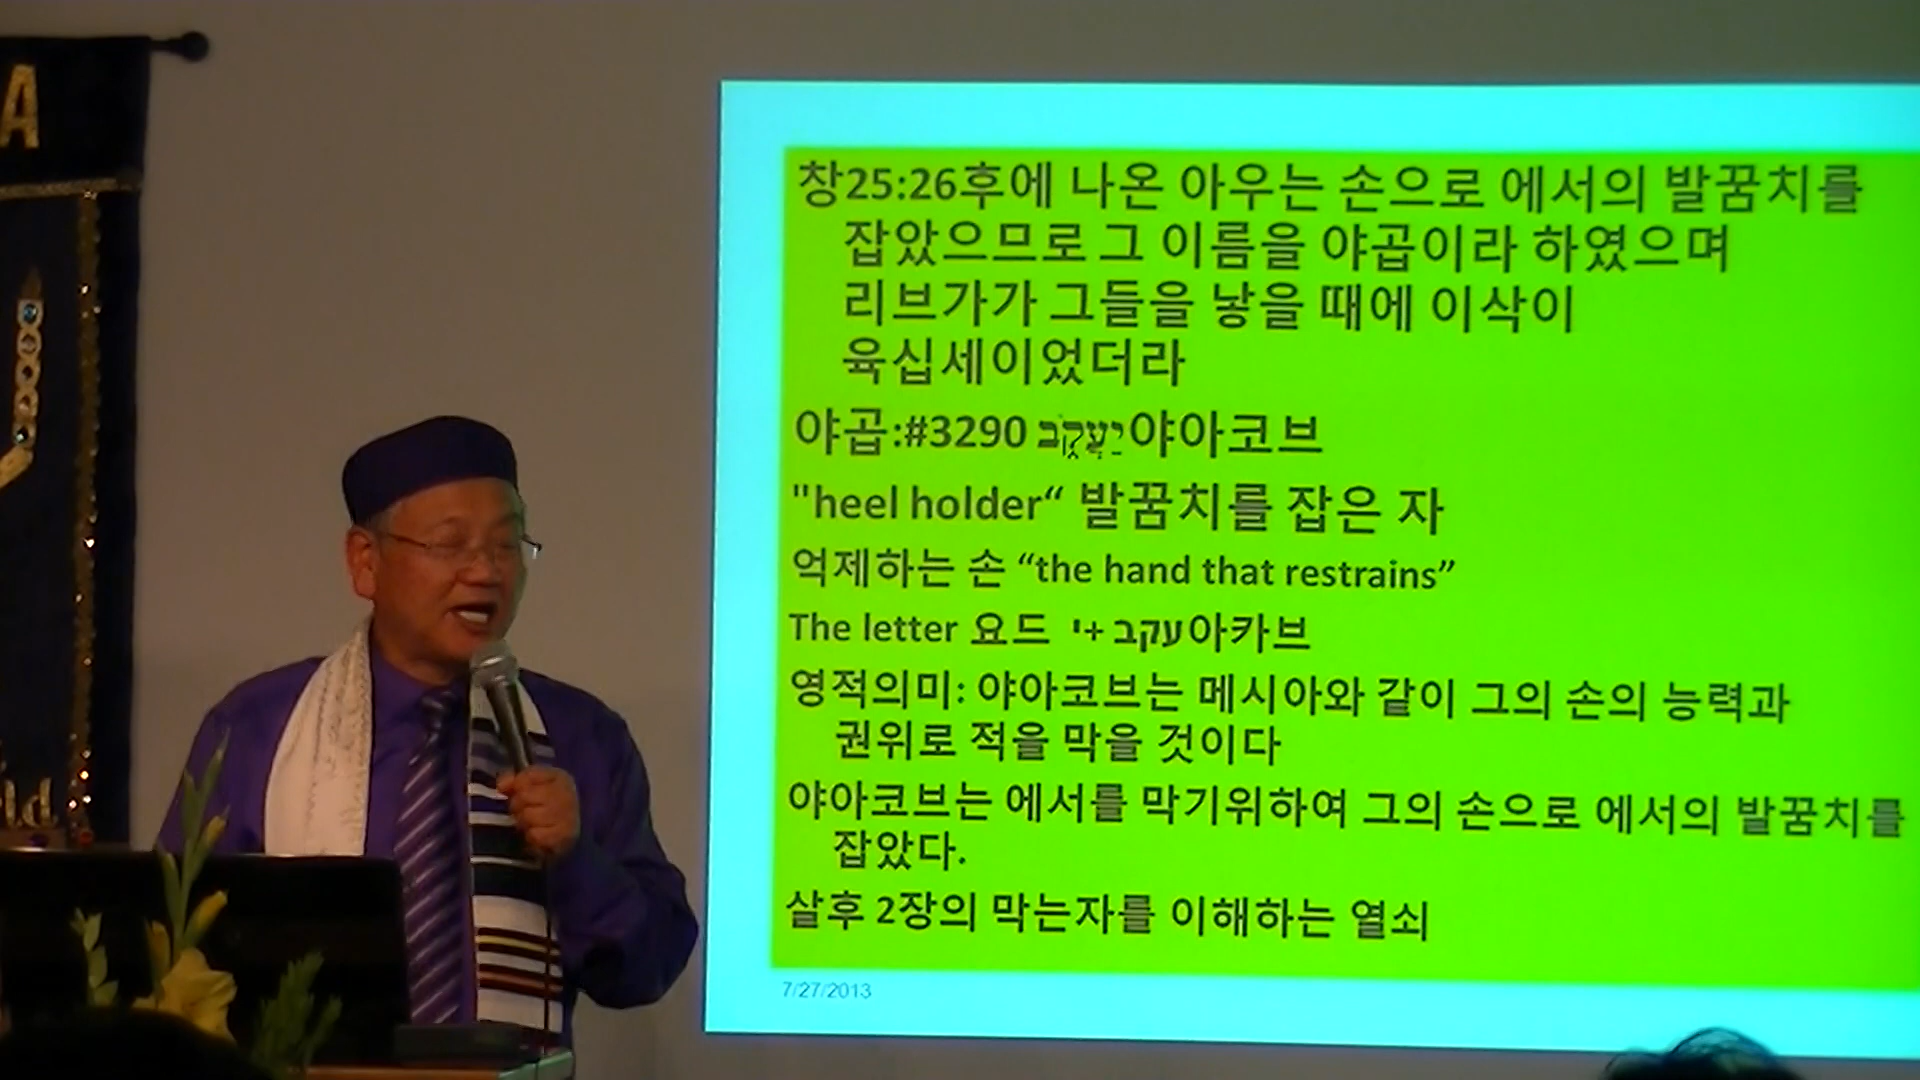 A
창25:26후에 나온 아우는 손으로 에서의 발꿈치를
잡았으므로 그 이름을 야곱이라 하였으며
리브가가 그들을 낳을 때에 이삭이
육십세이었더라
야곱:#3290 יַעֲקֹב야아코브
"heel holder“ 발꿈치를 잡은 자
억제하는 손 “the hand that restrains”
The letter 요드 י+ עקב아카브
영적의미: 야아코브는 메시아와 같이 그의 손의 능력과
권위로 적을 막을 것이다
야아코브는 에서를 막기위하여 그의 손으로 에서의 발꿈치를
잡았다.
살후 2장의 막는자를 이해하는 열쇠
7/27/2013